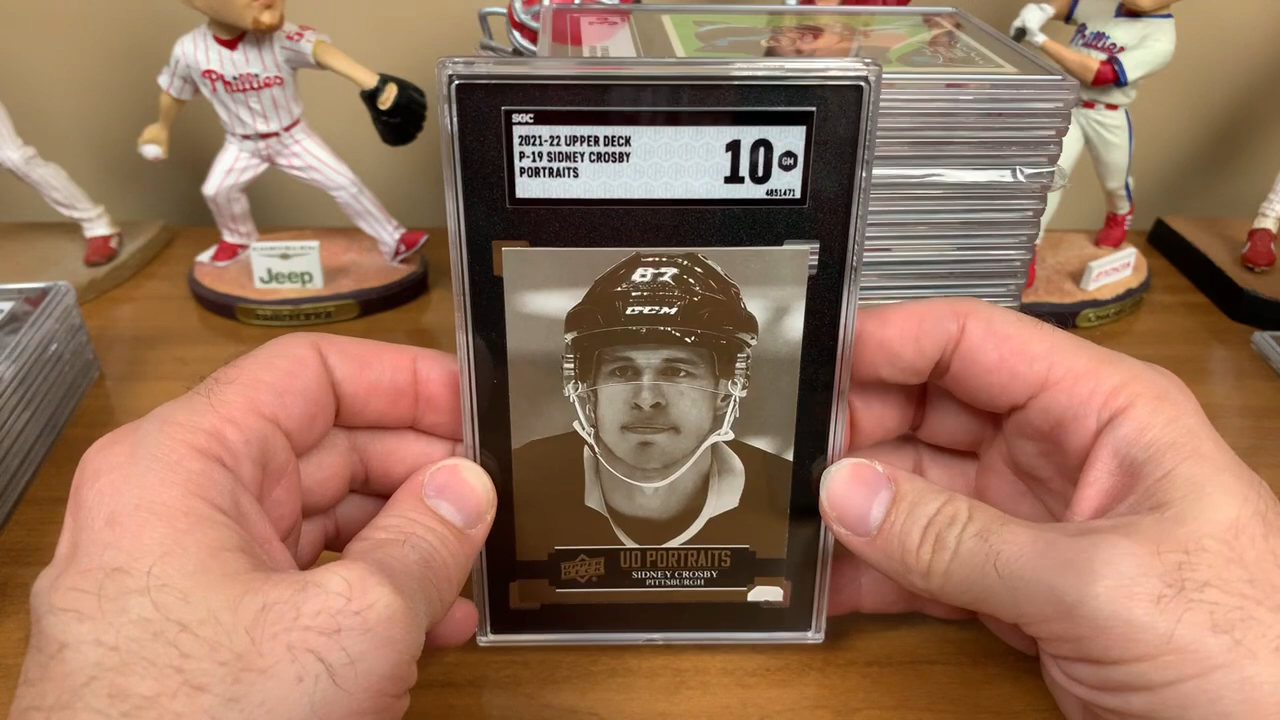 Phillies
Jeep
Phillies
SGC
2021-22 UPPER DECK
P-19 SIDNEY CROSBY
PORTRAITS
10 GM
4851471
87
CCM
UPPER DECK
UD PORTRAITS
SIDNEY CROSBY
PITTSBURGH